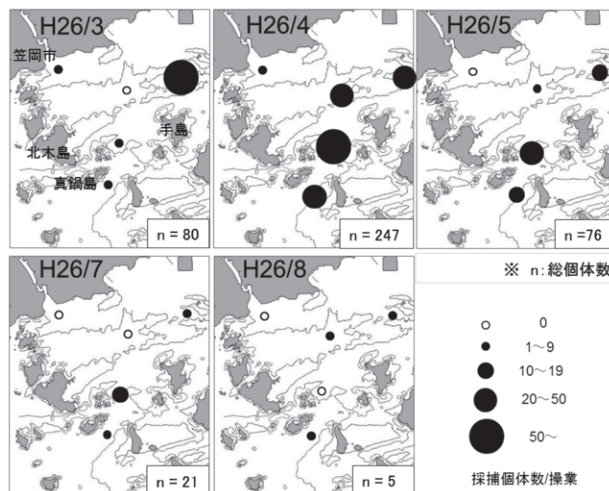 H26/3
笠岡市
手島
北木島
真鍋島
n = 80
H26/4
n = 247
H26/5
n =76
H26/7
n = 21
H26/8
n = 5
※ n:総個体数
0
1～9
10～19
20～50
50～
採捕個体数/操業